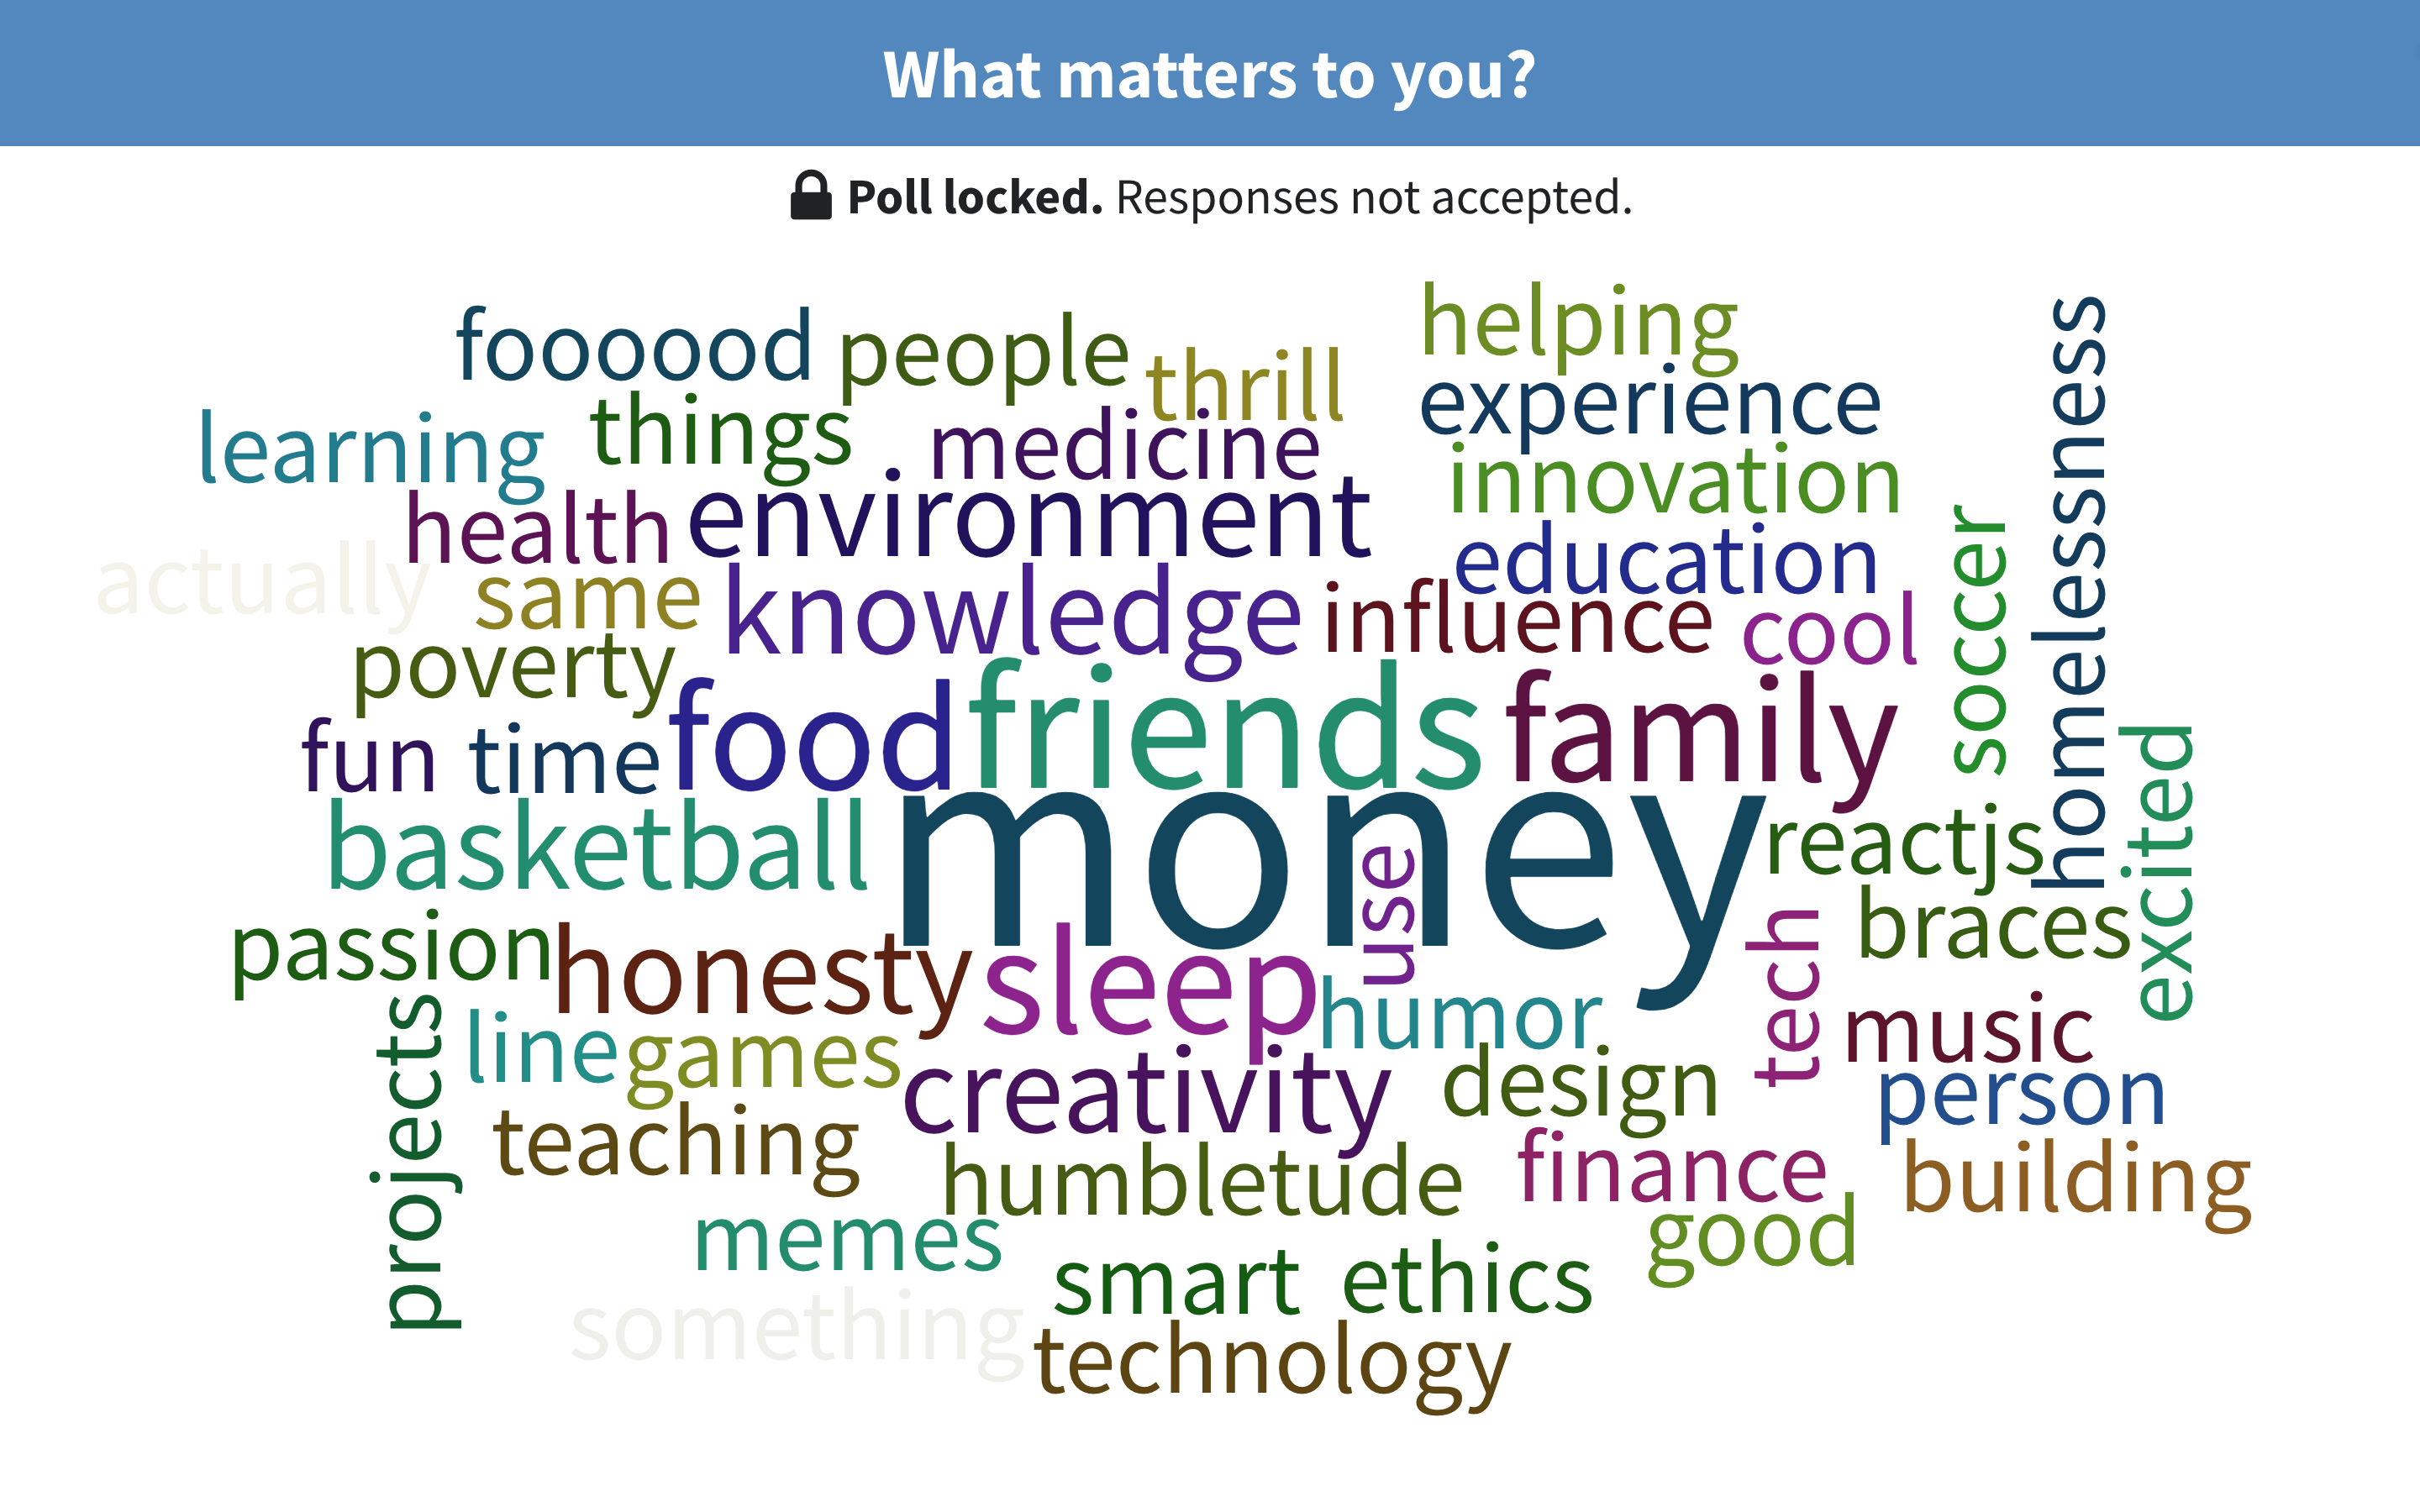 What matters to you?
Poll locked. Responses not accepted.
helping
foooood
people
thrill
experience
homelessness
learning
things
medicine
innovation
health
environment
education
soccer
actually
same
knowledge
influence
cool
poverty
food
friends
family
fun
time
basketball
money
use
reactjs
excited
passion
honesty
sleep
tech
braces
projects
line
games
humor
music
creativity
design
person
teaching
humbletude
finance
building
memes
good
smart
ethics
something
technology